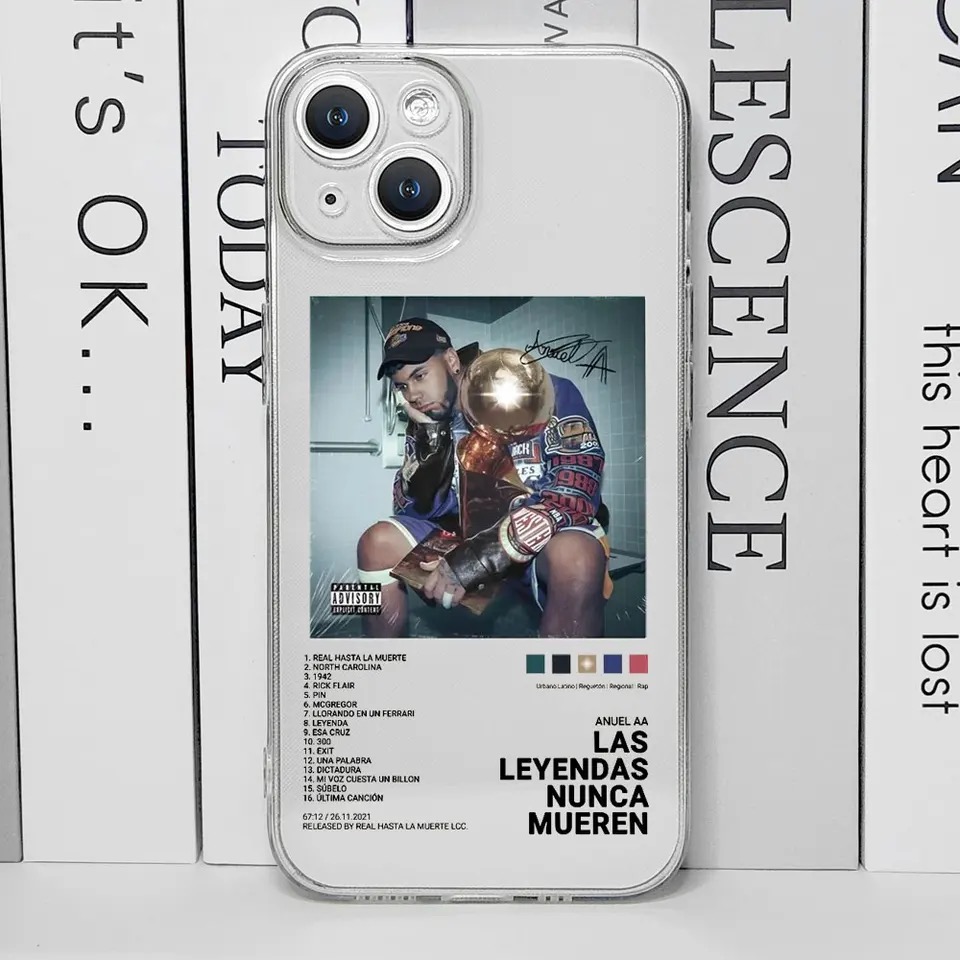 it's OK...
TODAY
LESCENCE
this heart is lost
Anuel AA
PARENTAL
ADVISORY
EXPLICIT CONTENT
1. REAL HASTA LA MUERTE
2. NORTH CAROLINA
3. 1942
4. RICK FLAIR
5. PIN
6. MCGREGOR
7. LLORANDO EN UN FERRARI
8. LEYENDA
9. ESA CRUZ
10. 300
11. EXIT
12. UNA PALABRA
13. DICTADURA
14. MI VOZ CUESTA UN BILLON
15. SÚBELO
16. ÚLTIMA CANCIÓN
67:12 / 26.11.2021
RELEASED BY REAL HASTA LA MUERTE LCC.
Urbano Latino | Reguetón | Regional | Rap
ANUEL AA
LAS
LEYENDAS
NUNCA
MUEREN